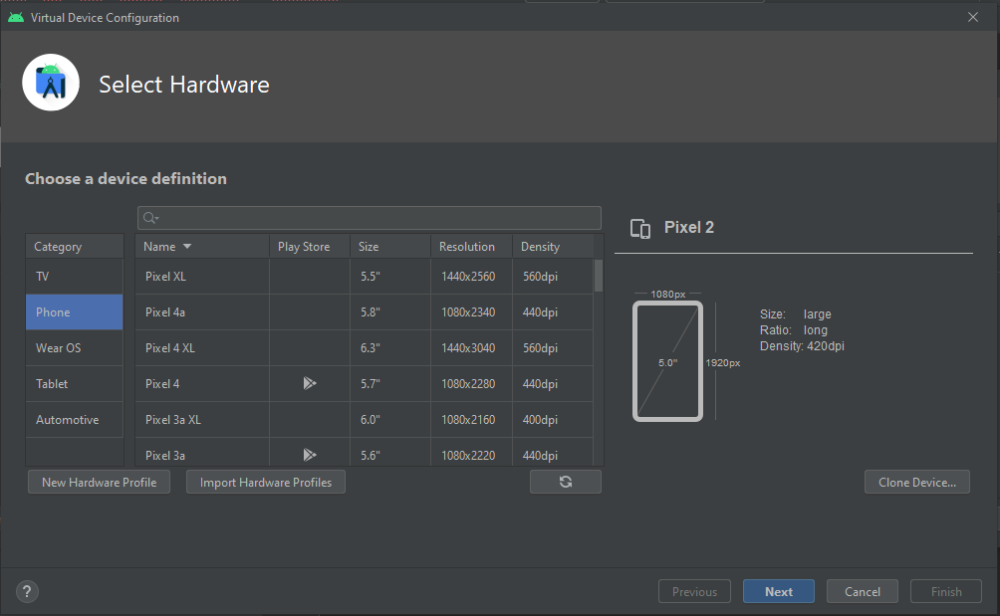 Virtual Device Configuration
Select Hardware
Choose a device definition
Category
TV
Phone
Wear OS
Tablet
Automotive
Name Play Store Size Resolution Density
Pixel XL 5.5" 1440x2560 560dpi
Pixel 4a 5.8" 1080x2340 440dpi
Pixel 4 XL 6.3" 1440x3040 560dpi
Pixel 4 5.7" 1080x2280 440dpi
Pixel 3a XL 6.0" 1080x2160 400dpi
Pixel 3a 5.6" 1080x2220 440dpi
New Hardware Profile Import Hardware Profiles
Pixel 2
1080px
5.0" 1920px
Size: large
Ratio: long
Density: 420dpi
Clone Device...
? Previous Next Cancel Finish